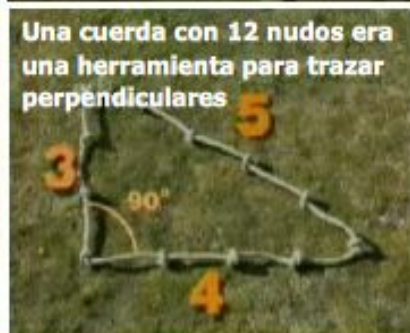 Una cuerda con 12 nudos era
una herramienta para trazar
perpendiculares
5
3
90°
4